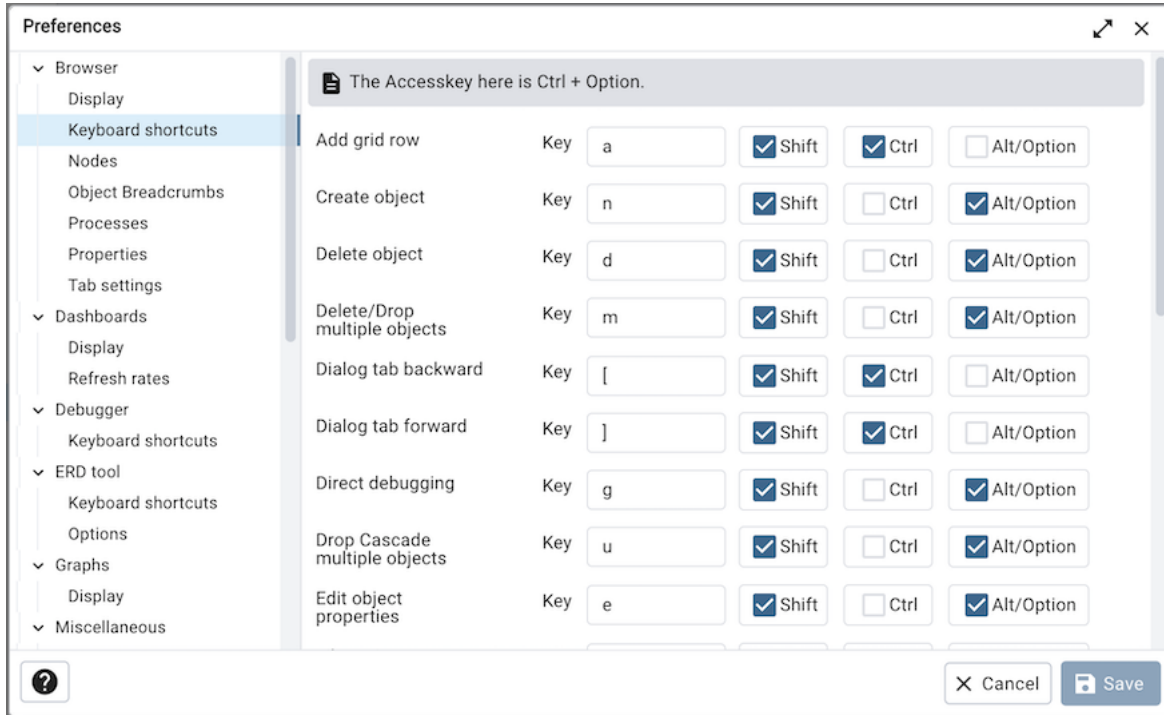 Preferences
Browser
Display
Keyboard shortcuts
Nodes
Object Breadcrumbs
Processes
Properties
Tab settings
Dashboards
Display
Refresh rates
Debugger
Keyboard shortcuts
ERD tool
Keyboard shortcuts
Options
Graphs
Display
Miscellaneous
The Accesskey here is Ctrl + Option.
Add grid row Key a Shift Ctrl Alt/Option
Create object Key n Shift Ctrl Alt/Option
Delete object Key d Shift Ctrl Alt/Option
Delete/Drop
multiple objects Key m Shift Ctrl Alt/Option
Dialog tab backward Key [ Shift Ctrl Alt/Option
Dialog tab forward Key ] Shift Ctrl Alt/Option
Direct debugging Key g Shift Ctrl Alt/Option
Drop Cascade
multiple objects Key u Shift Ctrl Alt/Option
Edit object
properties Key e Shift Ctrl Alt/Option
? Cancel Save